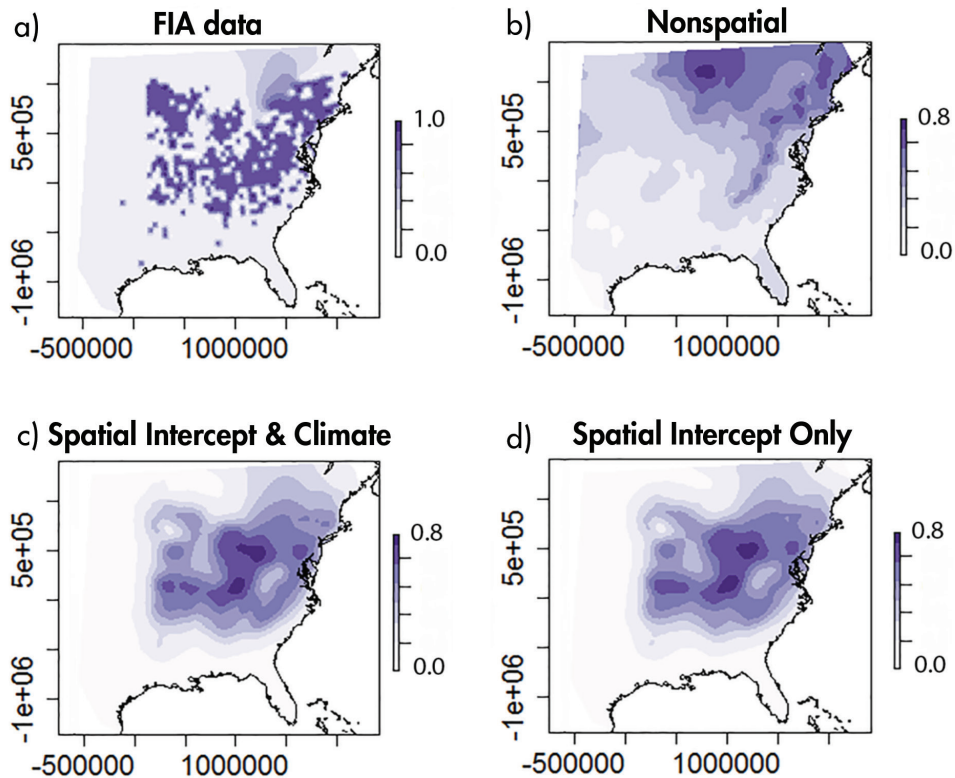 a) FIA data
1.0
0.0
5e+05
-1e+06
-500000 1000000
b) Nonspatial
0.8
0.0
5e+05
-1e+06
-500000 1000000
c) Spatial Intercept & Climate
0.8
0.0
5e+05
-1e+06
-500000 1000000
d) Spatial Intercept Only
0.8
0.0
5e+05
-1e+06
-500000 1000000